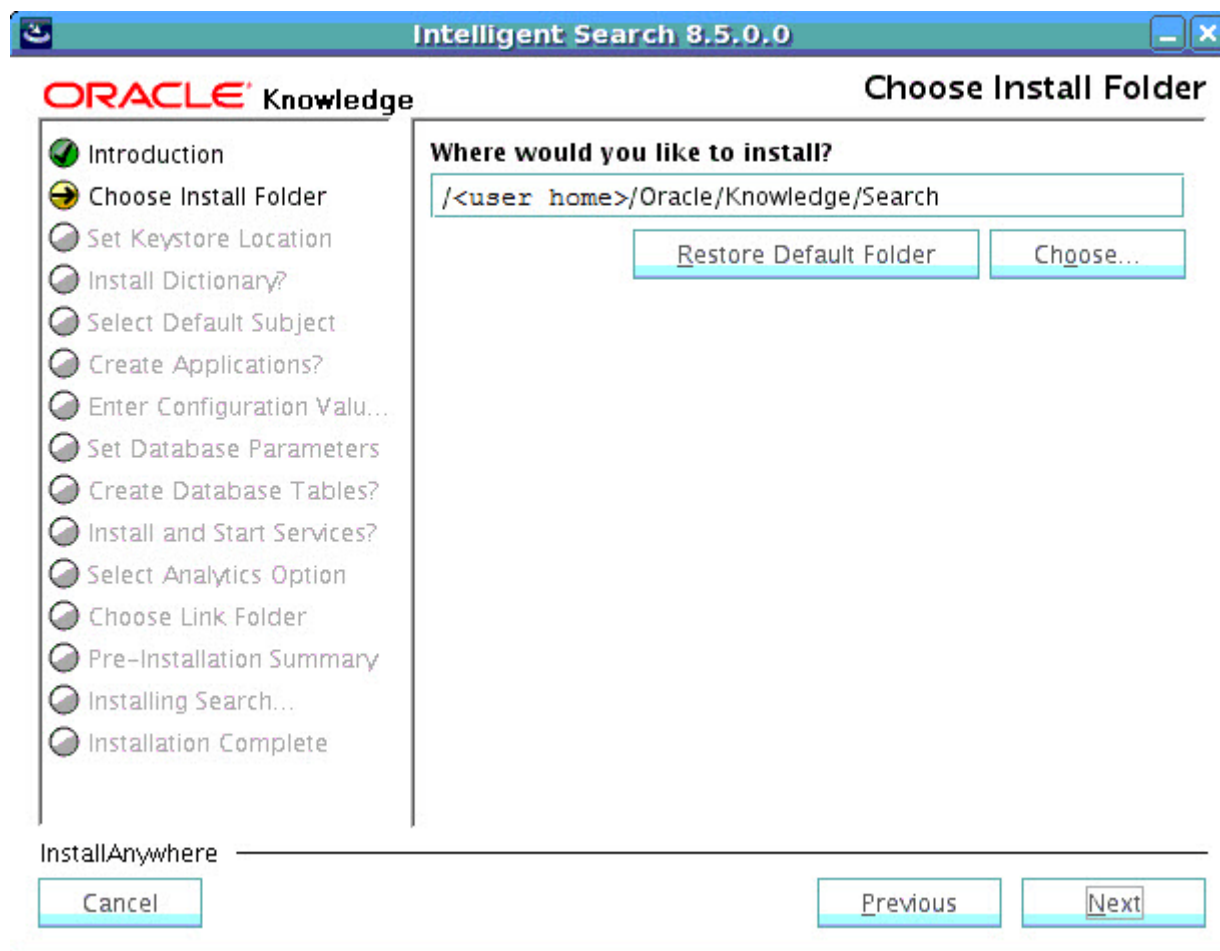 Intelligent Search 8.5.0.0
ORACLE Knowledge
Choose Install Folder
Introduction
Choose Install Folder
Set Keystore Location
Install Dictionary?
Select Default Subject
Create Applications?
Enter Configuration Valu...
Set Database Parameters
Create Database Tables?
Install and Start Services?
Select Analytics Option
Choose Link Folder
Pre-Installation Summary
Installing Search...
Installation Complete
Where would you like to install?
/<user home>/Oracle/Knowledge/Search
Restore Default Folder
Choose...
InstallAnywhere
Cancel
Previous
Next